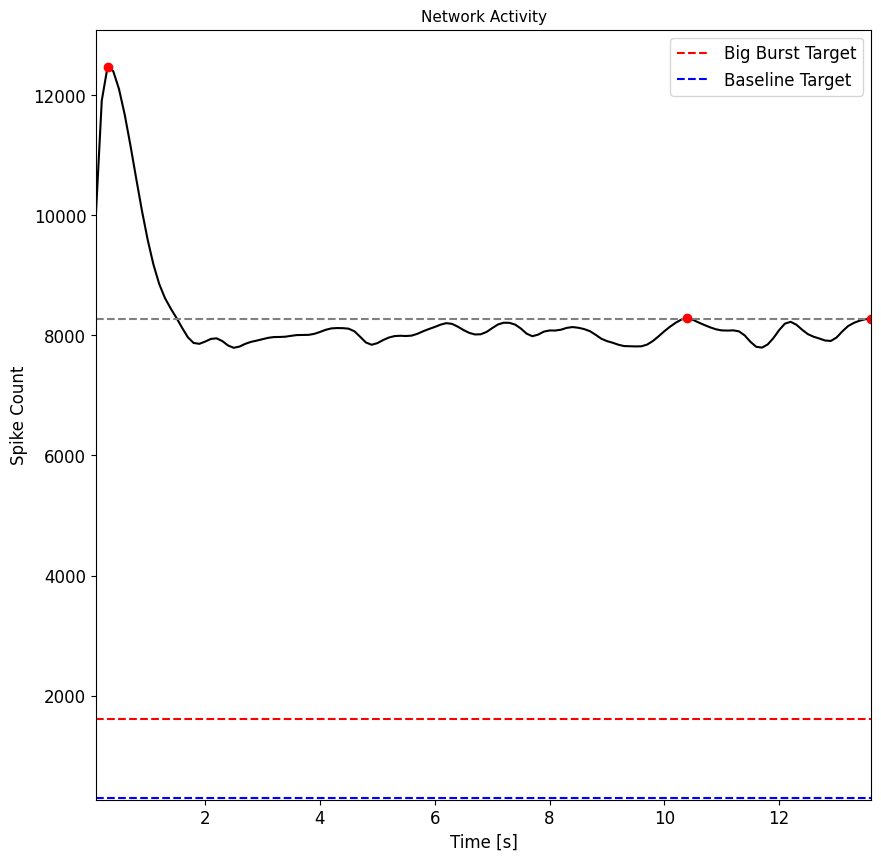 Network Activity
Big Burst Target
Baseline Target
12000
10000
8000
6000
4000
2000
Spike Count
2 4 6 8 10 12
Time [s]